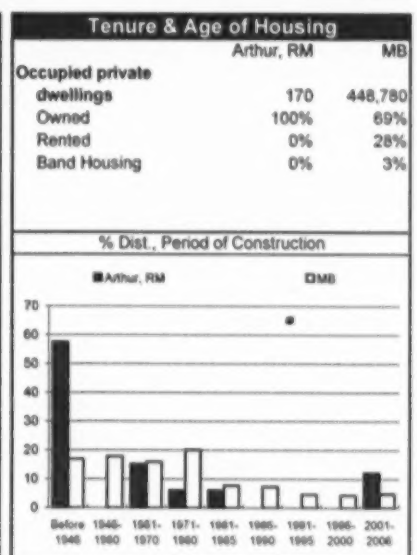 Tenure & Age of Housing
Arthur, RM MB
Occupied private
dwellings 170 448,780
Owned 100% 69%
Rented 0% 28%
Band Housing 0% 3%
% Dist., Period of Construction
Arthur, RM MB
70
60
50
40
30
20
10
0
Before 1946- 1961- 1971- 1981- 1986- 1991- 1996- 2001-
1946 1960 1970 1980 1985 1990 1995 2000 2006